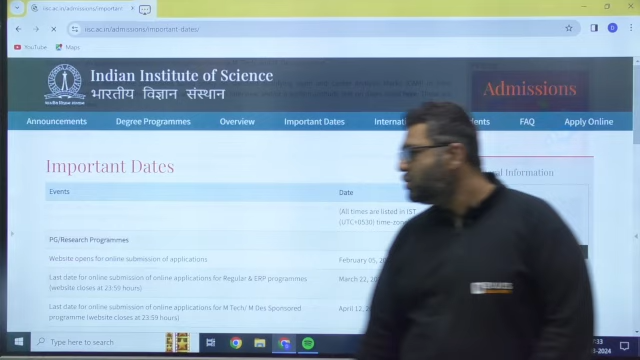 iisc.ac.in/admissions/important-dates/
YouTube
Maps
Indian Institute of Science
भारतीय विज्ञान संस्थान
Admissions
Announcements
Degree Programmes
Overview
Important Dates
FAQ
Apply Online
Important Dates
Information
Events
Date
(All times are listed in IST
(UTC+0530) time-zone
PG/Research Programmes
Website opens for online submission of applications
February 05,
Last date for online submission of applications for Regular & ERP programmes
(website closes at 23:59 hours)
March 22,
Last date for online submission of applications for M Tech/ M Des Sponsored
programme (website closes at 23:59 hours)
April 12,
Type here to search